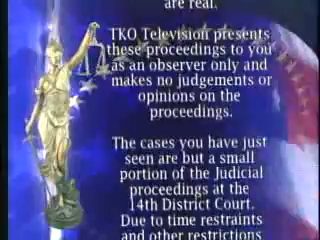 are real.
TKO Television presents
these proceedings to you
as an observer only and
makes no judgements or
opinions on the
proceedings.
The cases you have just
seen are but a small
portion of the Judicial
proceedings at the
14th District Court.
Due to time restraints
and other restrictions